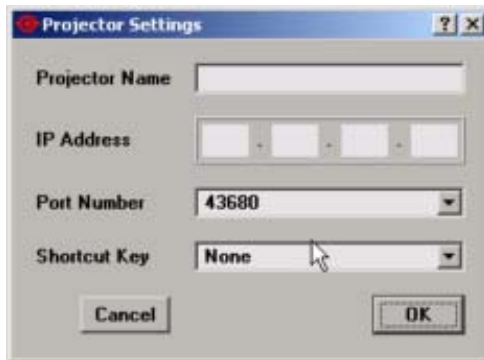 Projector Settings
Projector Name
IP Address
. . .
Port Number 43680
Shortcut Key None
Cancel OK